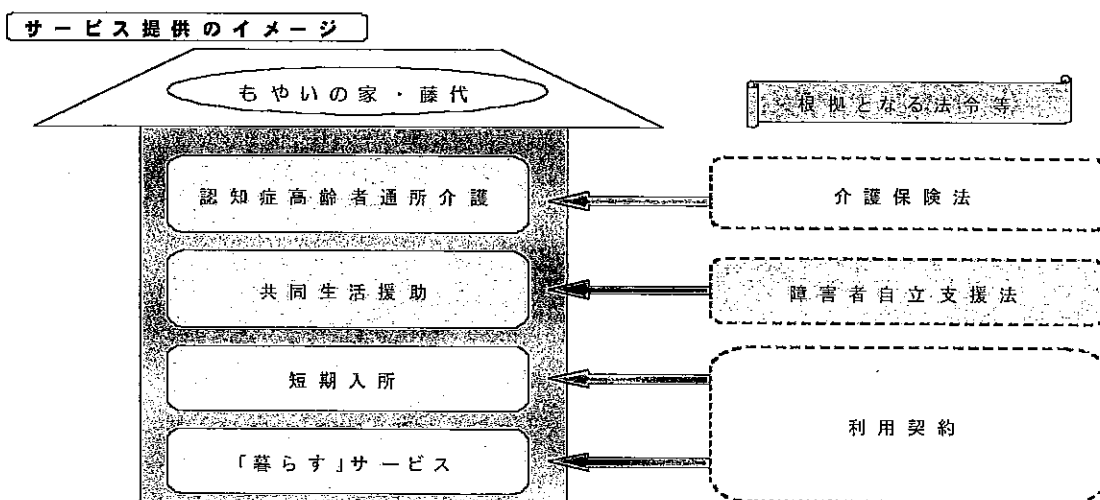 サービス提供のイメージ
もやいの家・藤代
根拠となる法令等
認知症高齢者通所介護
介護保険法
共同生活援助
障害者自立支援法
短期入所
利用契約
「暮らす」サービス